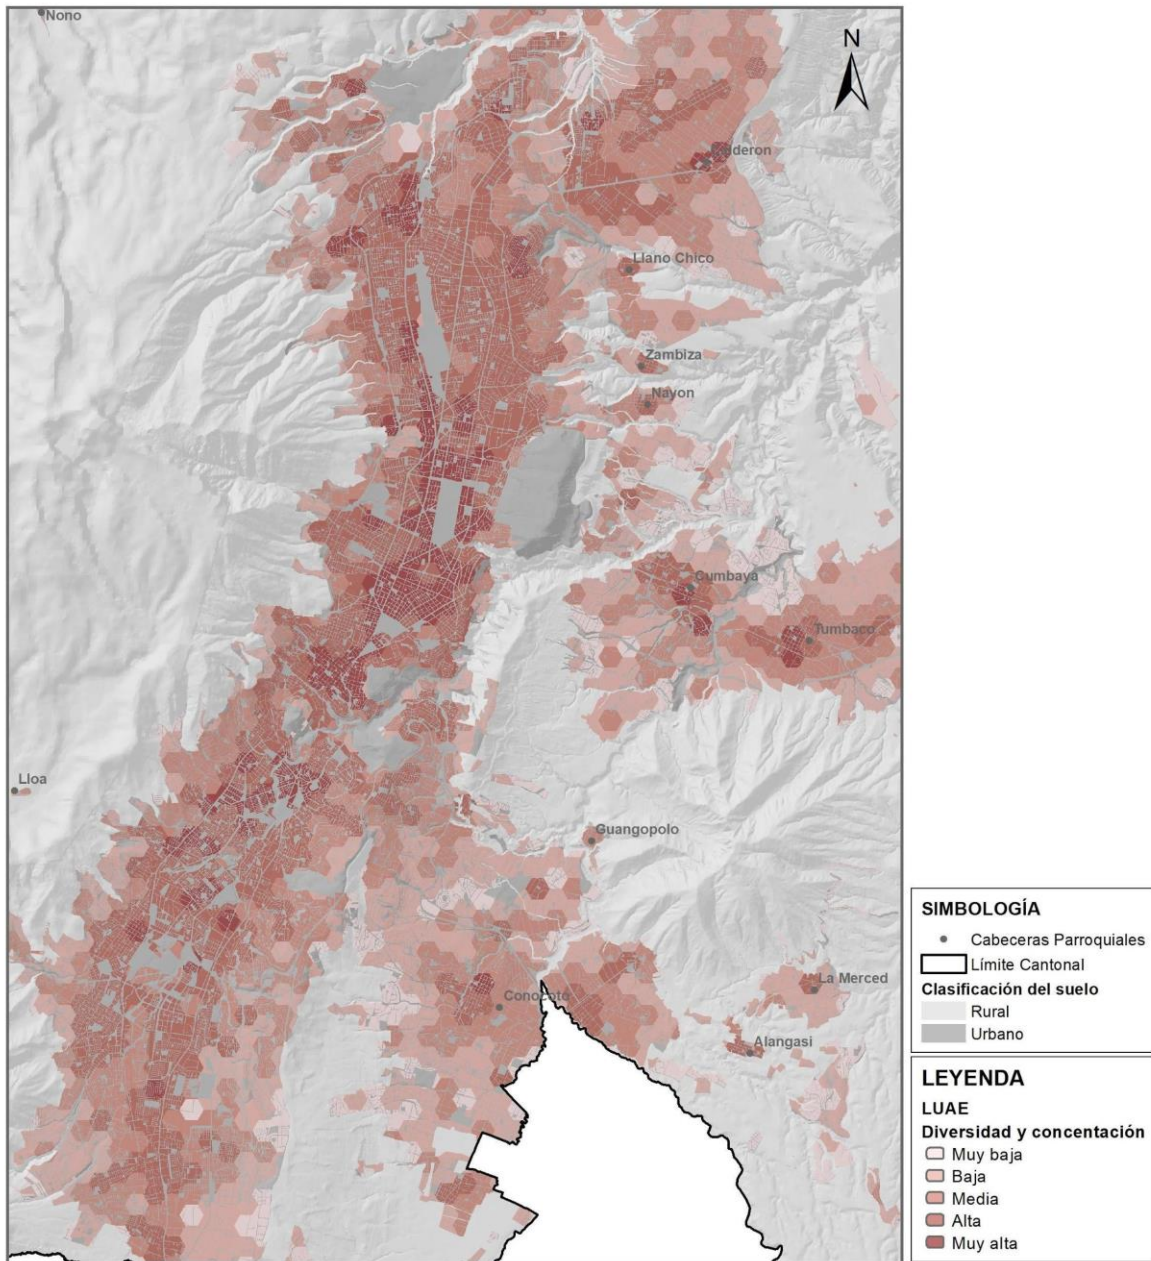 Nono
N
Calderon
Llano Chico
Zambiza
Nayon
Cumbaya
Tumbaco
Lloa
Guangopolo
La Merced
Conocoto
Alangasi
SIMBOLOGÍA
Cabeceras Parroquiales
Límite Cantonal
Clasificación del suelo
Rural
Urbano
LEYENDA
LUAE
Diversidad y concentación
Muy baja
Baja
Media
Alta
Muy alta